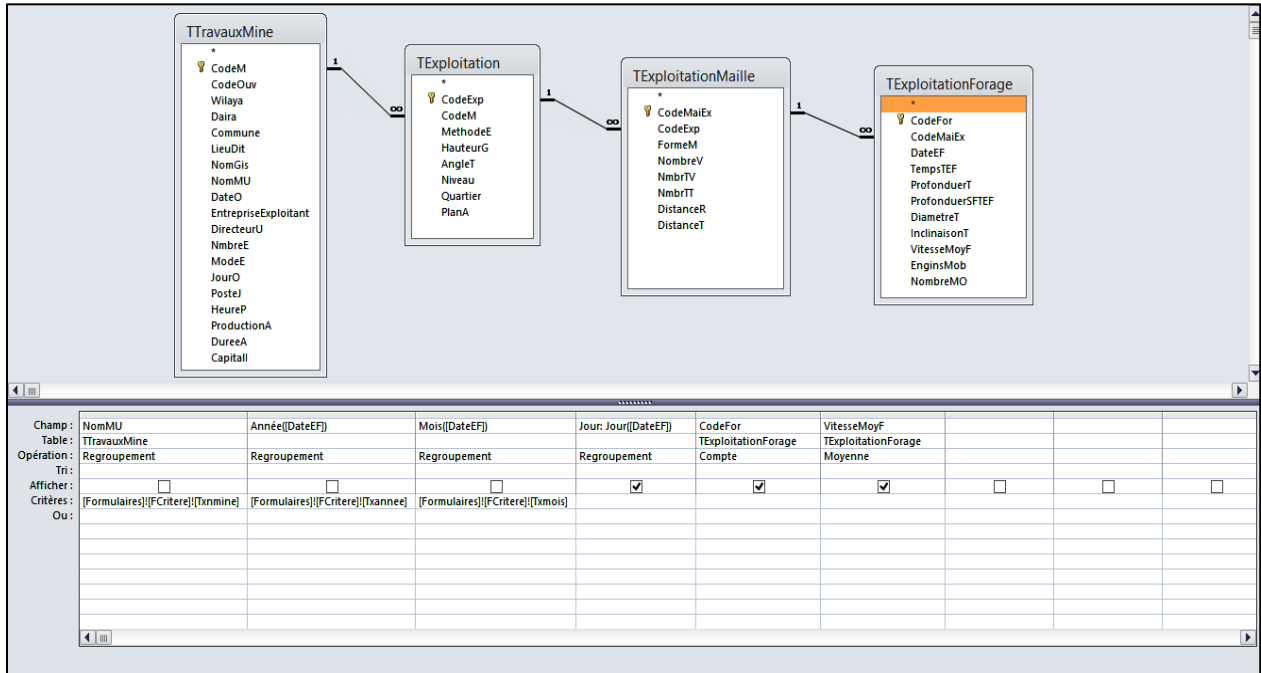 TTravauxMine
*
CodeM
CodeOuv
Wilaya
Daira
Commune
LieuDit
NomGis
NomMU
DateO
EntrepriseExploitant
DirecteurU
NmbreE
ModeE
JourO
PosteJ
HeureP
ProductionA
DureeA
CapitalI
1
∞
TExploitation
*
CodeExp
CodeM
MethodeE
HauteurG
AngleT
Niveau
Quartier
PlanA
1
∞
TExploitationMaille
*
CodeMaiEx
CodeExp
FormeM
NombreV
NmbrTV
NmbrTT
DistanceR
DistanceT
1
∞
TExploitationForage
*
CodeFor
CodeMaiEx
DateEF
TempsTEF
ProfonduerT
ProfonduerSFTEF
DiametreT
InclinaisonT
VitesseMoyF
EnginsMob
NombreMO
Champ : NomMU Année([DateEF]) Mois([DateEF]) Jour: Jour([DateEF]) CodeFor VitesseMoyF
Table : TTravauxMine TExploitationForage TExploitationForage
Opération : Regroupement Regroupement Regroupement Regroupement Compte Moyenne
Tri :
Afficher :
Critères : [Formulaires]![FCritere]![Txnmine] [Formulaires]![FCritere]![Txannee] [Formulaires]![FCritere]![Txmois]
Ou :